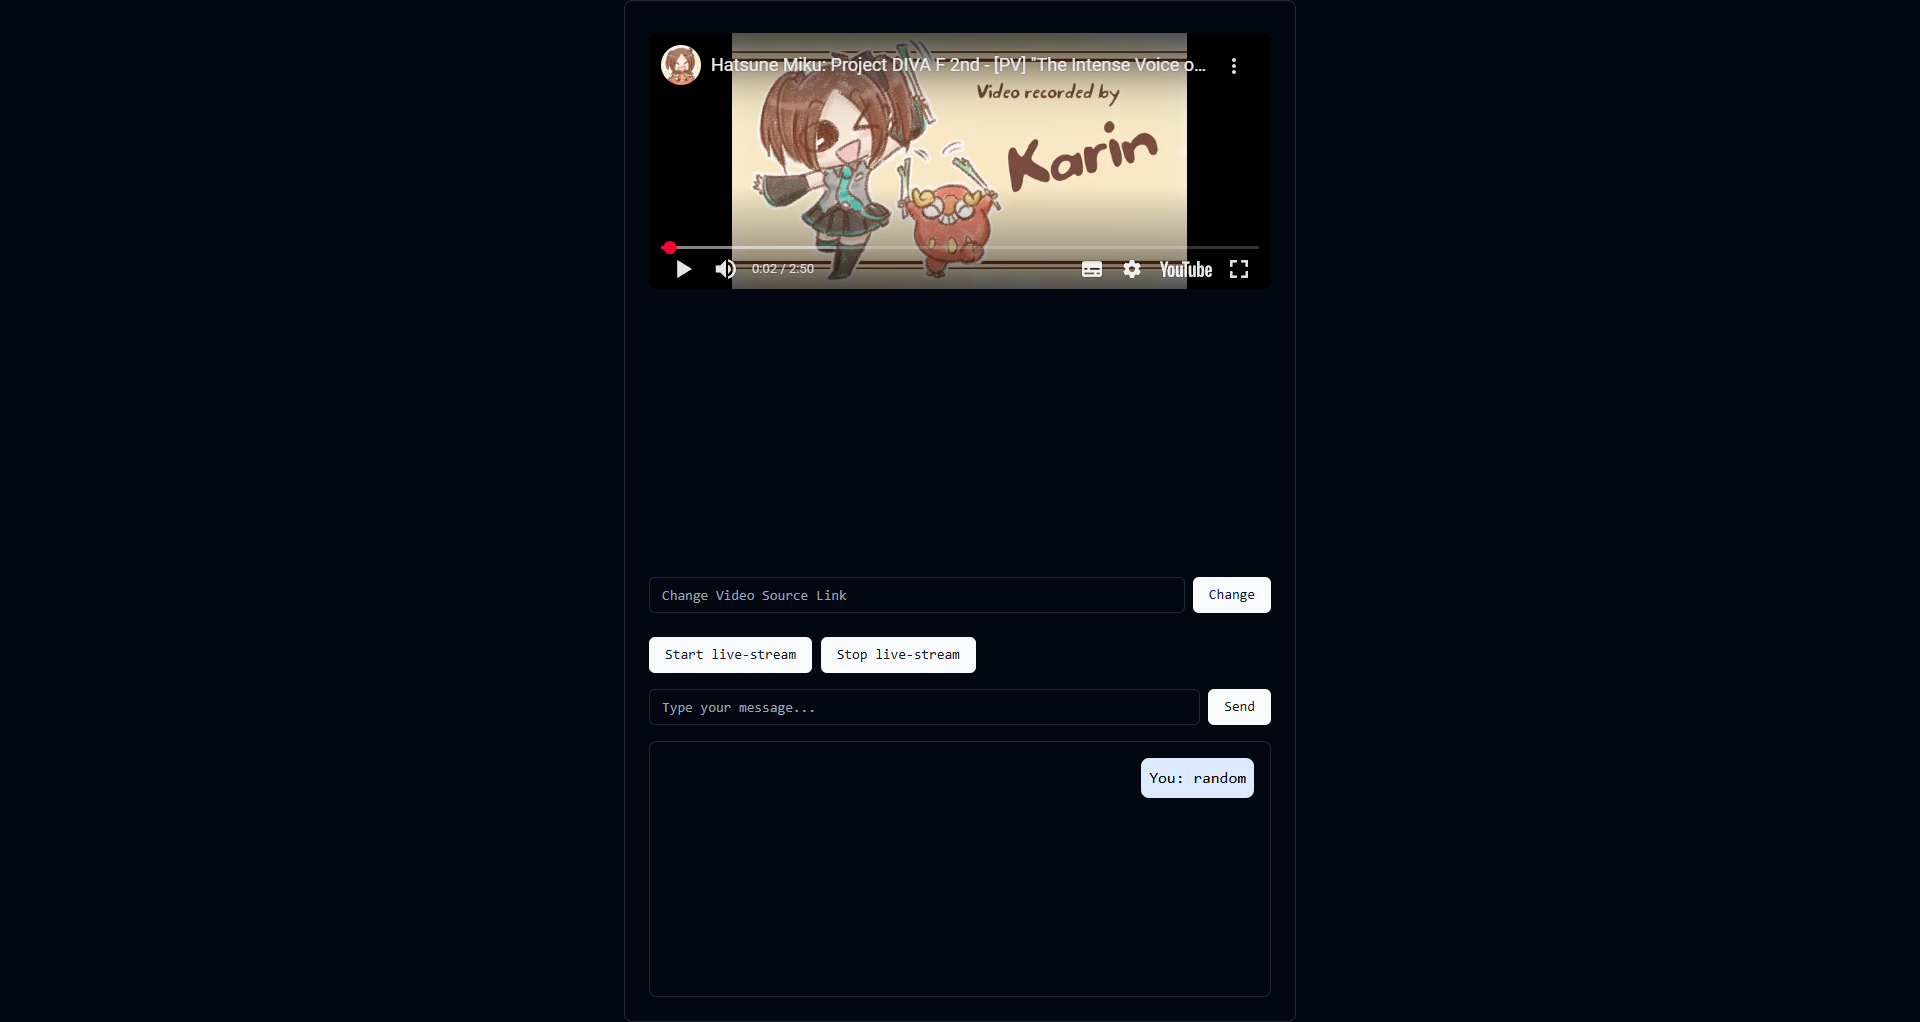 Hatsune Miku: Project DIVA F 2nd - [PV] "The Intense Voice o...
Video recorded by
Karin
0:02 / 2:50
YouTube
Change Video Source Link
Change
Start live-stream
Stop live-stream
Type your message...
Send
You: random